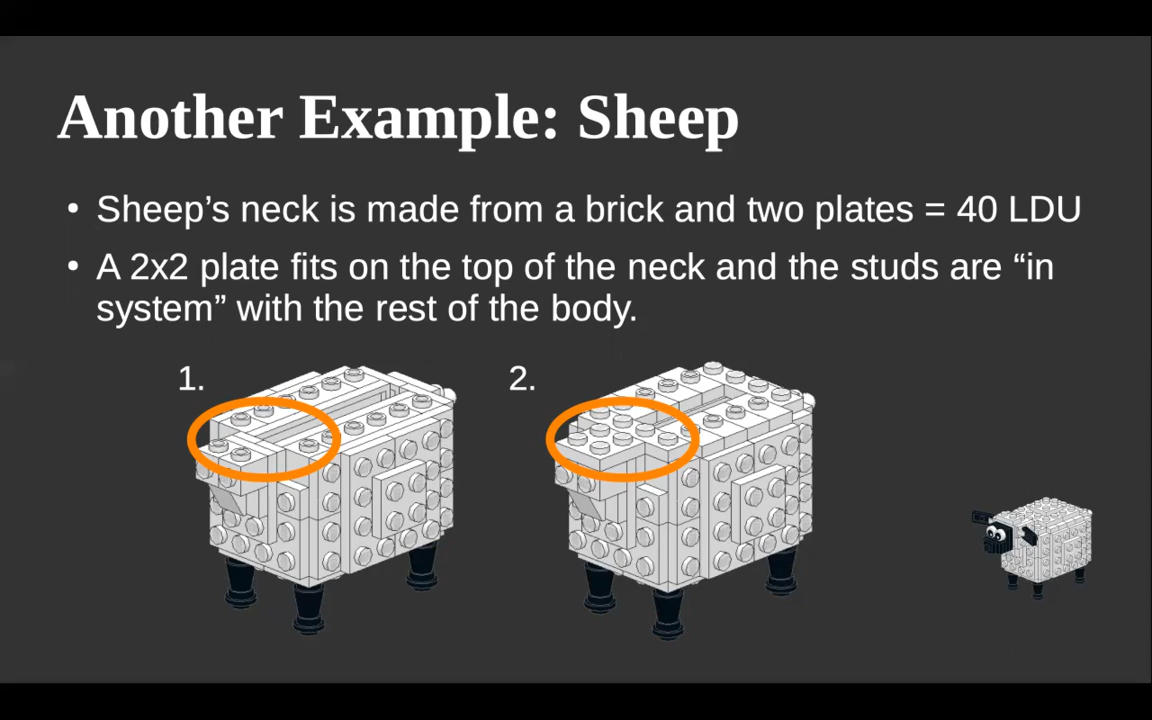 Another Example: Sheep
• Sheep’s neck is made from a brick and two plates = 40 LDU
• A 2x2 plate fits on the top of the neck and the studs are “in
system” with the rest of the body.
1. 2.